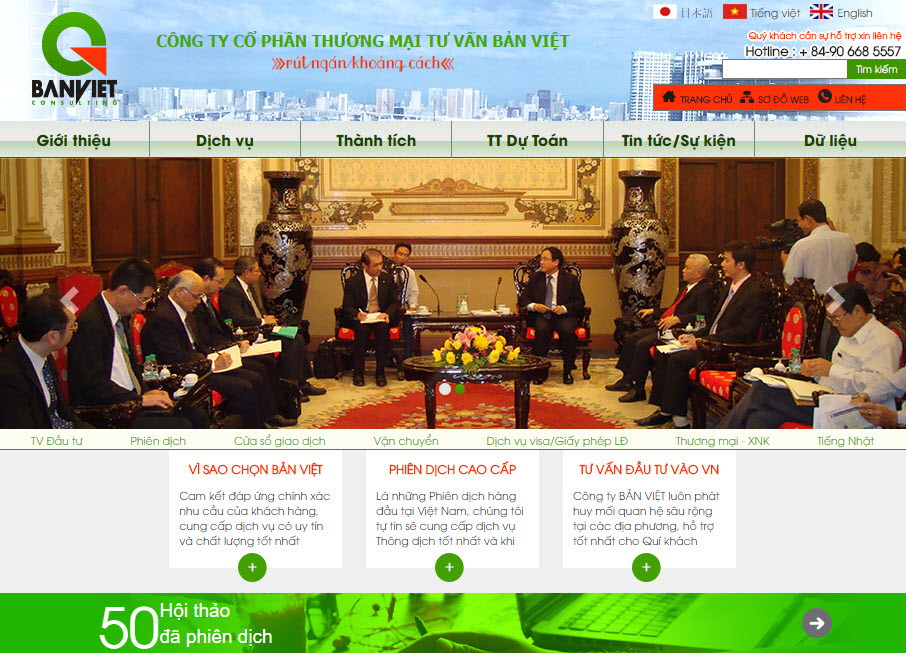 日本語 Tiếng việt English
CÔNG TY CỔ PHẦN THƯƠNG MẠI TƯ VẤN BẢN VIỆT
rút ngắn khoảng cách
Quý khách cần sự hỗ trợ xin liên hệ
Hotline : + 84-90 668 5557
Tìm kiếm
BANVIET
CONSULTING
TRANG CHỦ SƠ ĐỒ WEB LIÊN HỆ
Giới thiệu Dịch vụ Thành tích TT Dự Toán Tin tức/Sự kiện Dữ liệu
TV Đầu tư Phiên dịch Cửa sổ giao dịch Vận chuyển Dịch vụ visa/Giấy phép LĐ Thương mại - XNK Tiếng Nhật
VÌ SAO CHỌN BẢN VIỆT
Cam kết đáp ứng chính xác
nhu cầu của khách hàng,
cung cấp dịch vụ có uy tín
và chất lượng tốt nhất
+
PHIÊN DỊCH CAO CẤP
Là những Phiên dịch hàng
đầu tại Việt Nam, chúng tôi
tự tin sẽ cung cấp dịch vụ
Thông dịch tốt nhất và khi
+
TƯ VẤN ĐẦU TƯ VÀO VN
Công ty BẢN VIỆT luôn phát
huy mối quan hệ sâu rộng
tại các địa phương, hỗ trợ
tốt nhất cho Quí khách
+
50 Hội thảo
đã phiên dịch